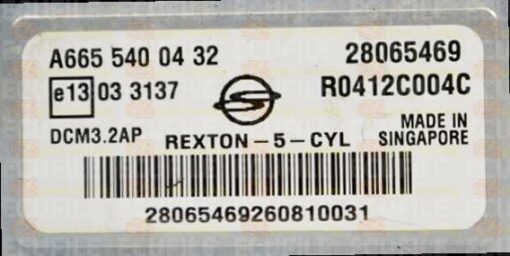 A665 540 04 32 28065469
e13 03 3137 R0412C004C
DCM3.2AP REXTON-5-CYL MADE IN
SINGAPORE
28065469260810031